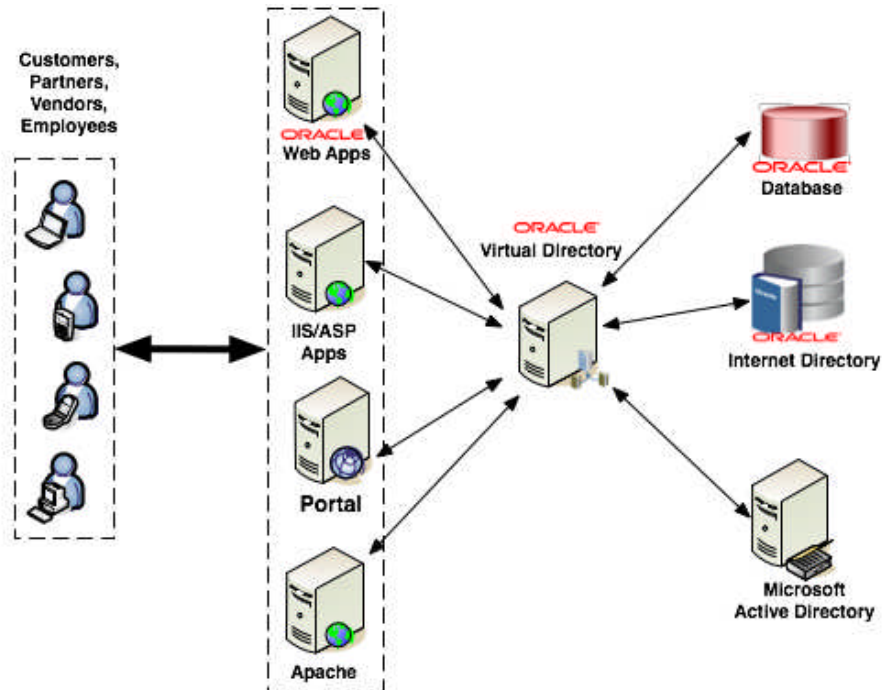 Customers,
Partners,
Vendors,
Employees
ORACLE
Web Apps
IIS/ASP
Apps
Portal
Apache
ORACLE
Virtual Directory
ORACLE
Database
ORACLE
Internet Directory
Microsoft
Active Directory